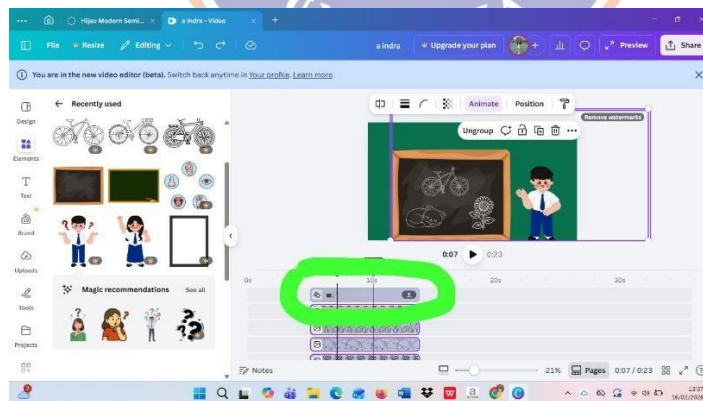 Hijau Modern Semi...
a indra - Video
File
Resize
Editing
a indra
Upgrade your plan
Preview
Share
You are in the new video editor (beta). Switch back anytime in Your profile. Learn more.
Design
Elements
Text
Brand
Uploads
Tools
Projects
Recently used
Magic recommendations
See all
Animate
Position
Remove watermarks
Ungroup
0:07
0:23
0s
10s
20s
30s
Notes
21%
Pages
0:07 / 0:23
13:07
16/02/2026